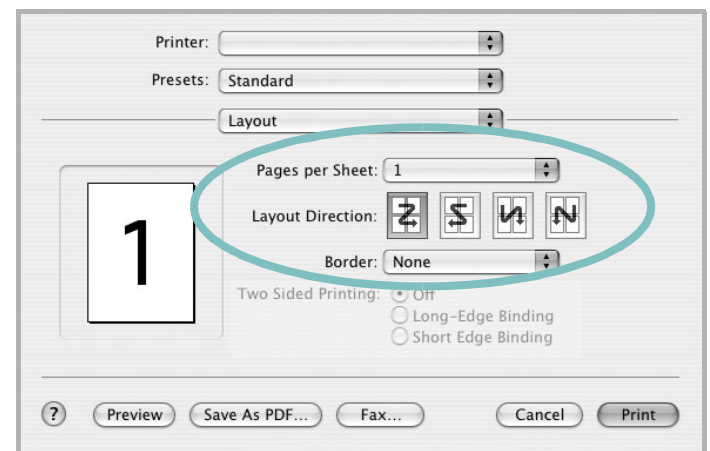 Printer:
Presets: Standard
Layout
Pages per Sheet: 1
1
Layout Direction:
Border: None
Two Sided Printing: Off
Long-Edge Binding
Short Edge Binding
? Preview Save As PDF... Fax... Cancel Print